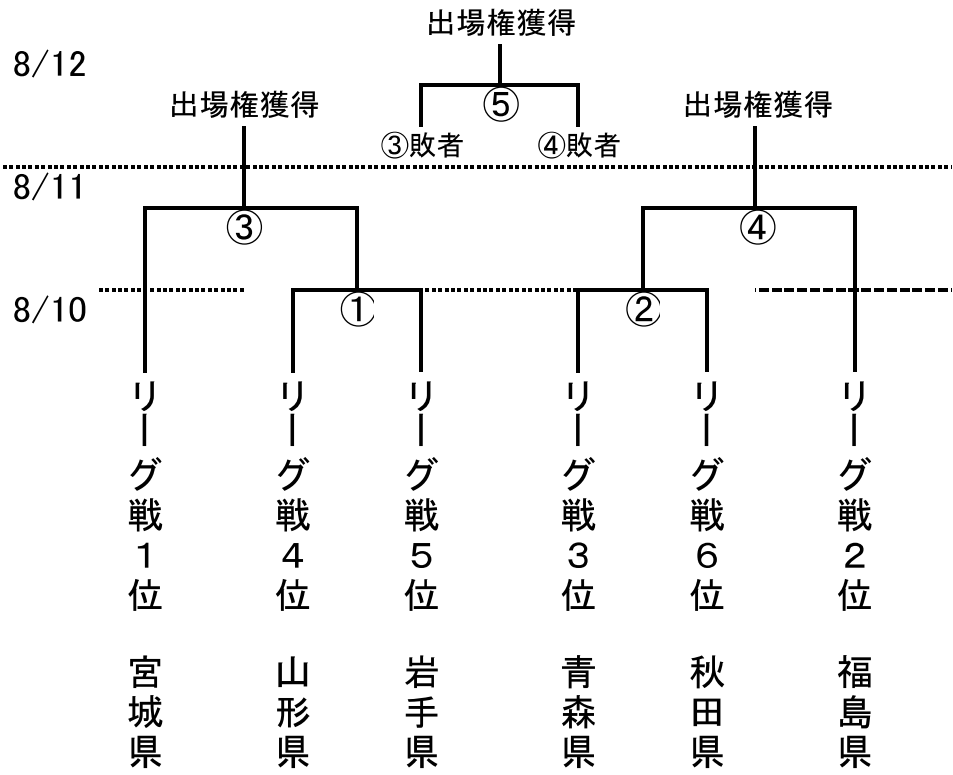 出場権獲得
8/12
⑤
出場権獲得
出場権獲得
③敗者
④敗者
8/11
③
④
8/10
①
②
リーグ戦1位 宮城県
リーグ戦4位 山形県
リーグ戦5位 岩手県
リーグ戦3位 青森県
リーグ戦6位 秋田県
リーグ戦2位 福島県